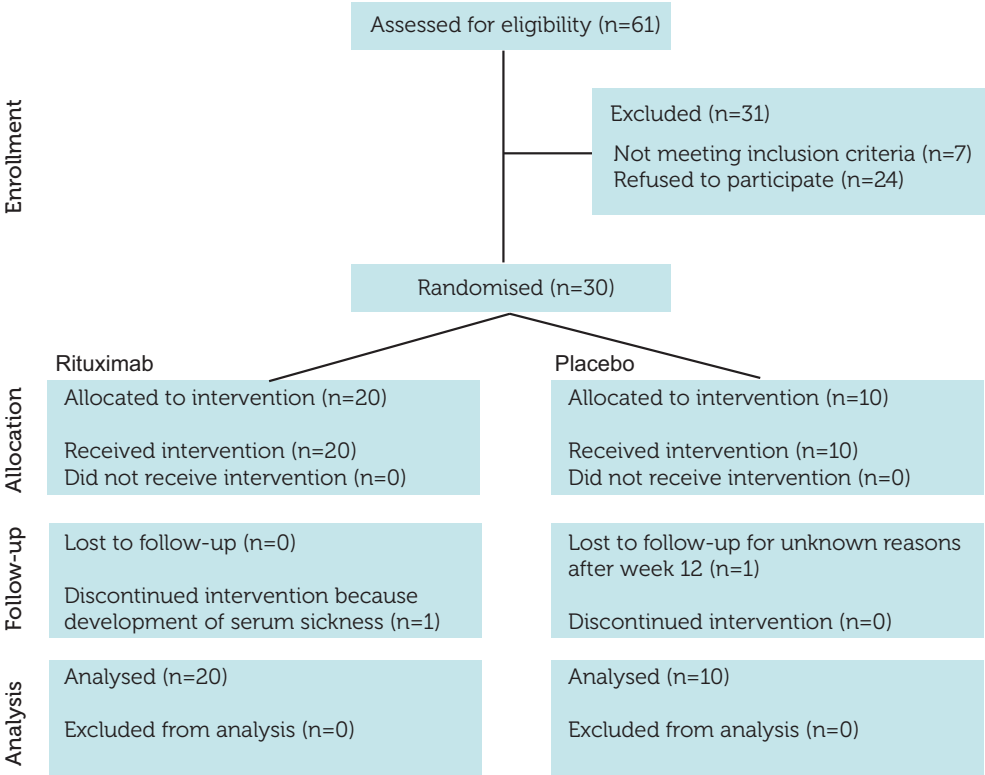 Assessed for eligibility (n=61)
Enrollment
Excluded (n=31)
Not meeting inclusion criteria (n=7)
Refused to participate (n=24)
Randomised (n=30)
Rituximab
Placebo
Allocation
Allocated to intervention (n=20)
Received intervention (n=20)
Did not receive intervention (n=0)
Allocated to intervention (n=10)
Received intervention (n=10)
Did not receive intervention (n=0)
Follow-up
Lost to follow-up (n=0)
Discontinued intervention because
development of serum sickness (n=1)
Lost to follow-up for unknown reasons
after week 12 (n=1)
Discontinued intervention (n=0)
Analysis
Analysed (n=20)
Excluded from analysis (n=0)
Analysed (n=10)
Excluded from analysis (n=0)